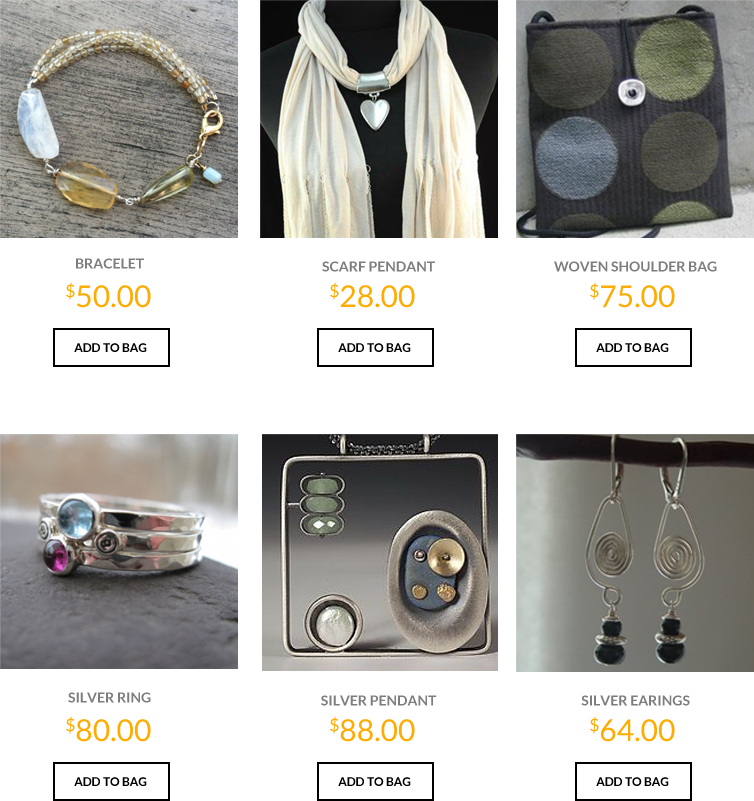 BRACELET
$50.00
ADD TO BAG
SCARF PENDANT
$28.00
ADD TO BAG
WOVEN SHOULDER BAG
$75.00
ADD TO BAG
SILVER RING
$80.00
ADD TO BAG
SILVER PENDANT
$88.00
ADD TO BAG
SILVER EARINGS
$64.00
ADD TO BAG